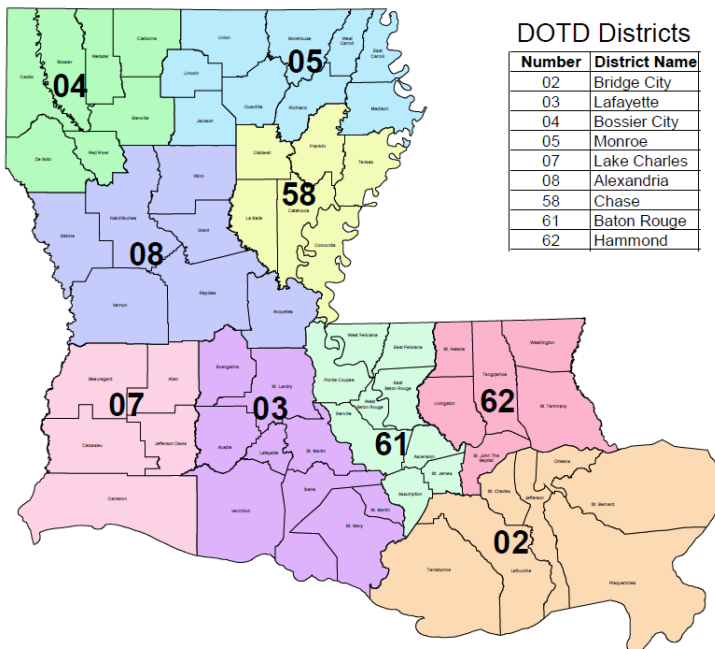 DOTD Districts
Number District Name
02 Bridge City
03 Lafayette
04 Bossier City
05 Monroe
07 Lake Charles
08 Alexandria
58 Chase
61 Baton Rouge
62 Hammond
Caddo
Bossier
Webster
Claiborne
04
Bienville
De Soto
Red River
Union
Morehouse
West
Carroll
East
Carroll
05
Lincoln
Ouachita
Richland
Madison
Jackson
Caldwell
Franklin
Tensas
58
La Salle
Catahoula
Concordia
Winn
Natchitoches
Sabine
Grant
08
Vernon
Rapides
Avoyelles
Beauregard
Allen
07
Calcasieu
Jefferson Davis
Cameron
Evangeline
St. Landry
03
Acadia
Lafayette
St. Martin
Vermilion
Iberia
St. Martin
St. Mary
West Feliciana
East Feliciana
Pointe Coupee
East
Baton Rouge
West
Baton Rouge
Iberville
61
Ascension
St. James
Assumption
St. Helena
Tangipahoa
Washington
Livingston
62
St. Tammany
St. John The
Baptist
Orleans
St. Charles
Jefferson
St. Bernard
02
Terrebonne
Lafourche
Plaquemines